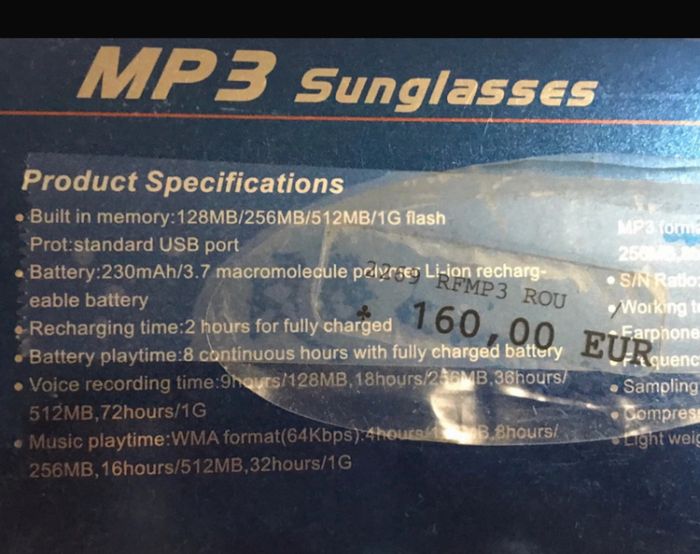 MP3 Sunglasses
Product Specifications
• Built in memory:128MB/256MB/512MB/1G flash
Prot:standard USB port
• Battery:230mAh/3.7 macromolecule polymer Li-ion recharg-
eable battery
• Recharging time:2 hours for fully charged
• Battery playtime:8 continuous hours with fully charged battery
• Voice recording time:9hours/128MB,18hours/256MB,36hours/
512MB,72hours/1G
• Music playtime:WMA format(64Kbps):4hours/128MB,8hours/
256MB,16hours/512MB,32hours/1G
2269 RFMP3 ROU
♣ 160,00 EUR
MP3
• S/N Ratio:
Working
Earphone
• Sampling